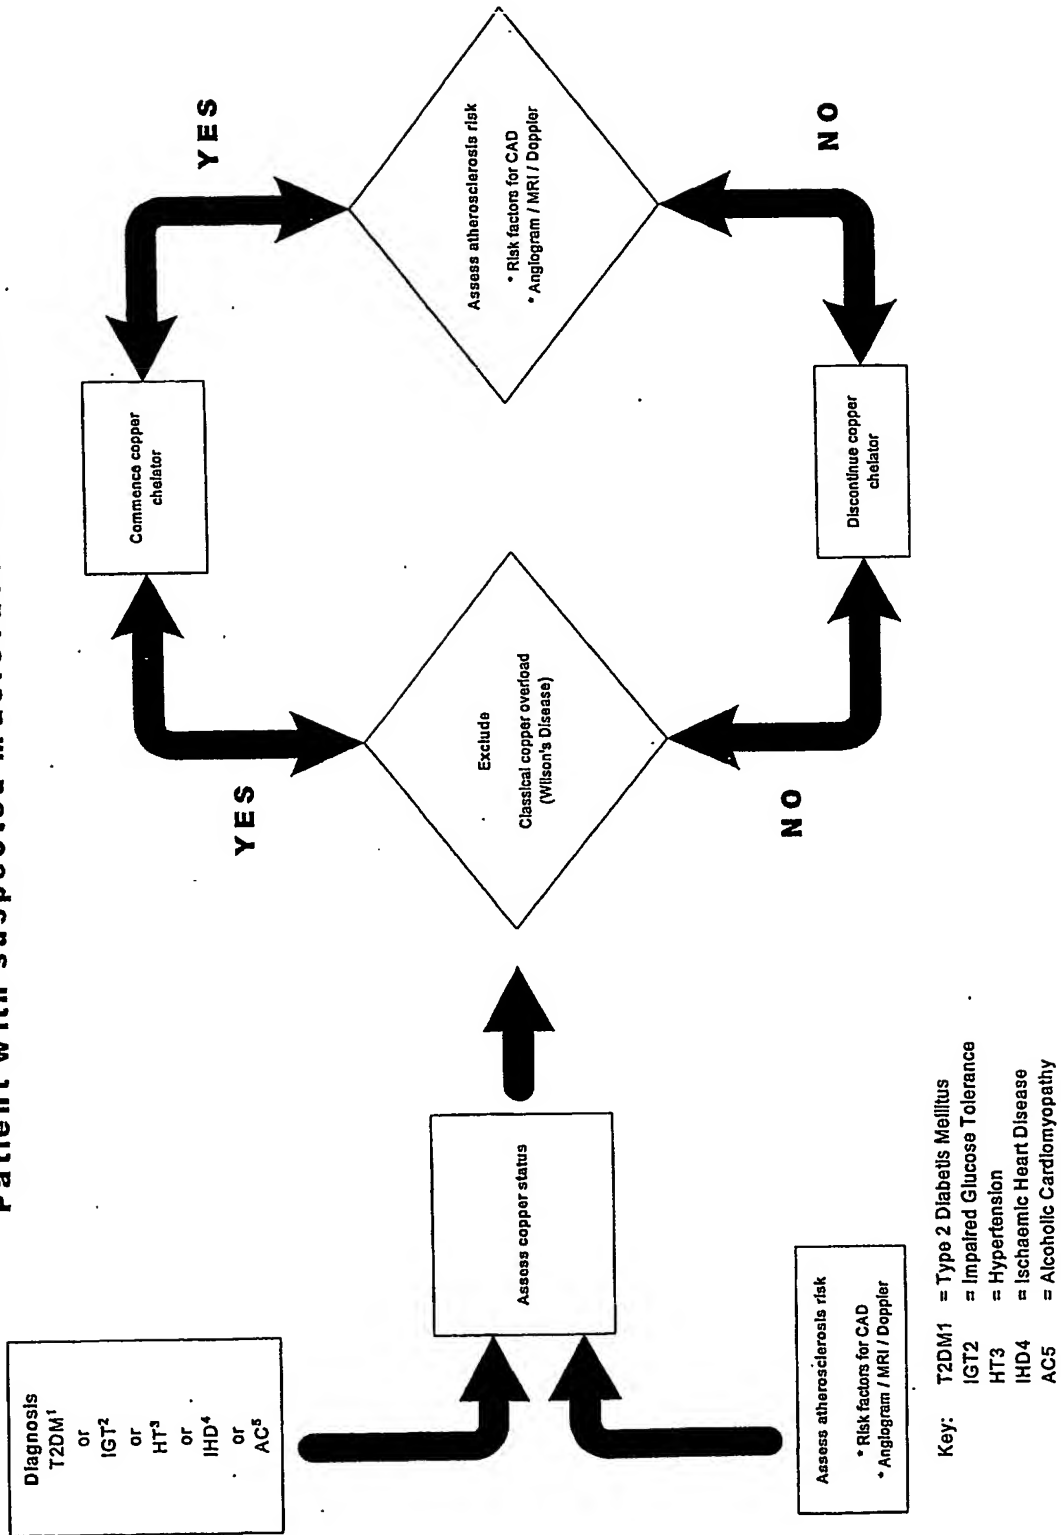 Patient with suspected
Diagnosis
T2DM¹
or
IGT²
or
HT³
or
IHD⁴
or
AC⁵
Assess atherosclerosis risk
* Risk factors for CAD
* Angiogram / MRI / Doppler
Assess copper status
Exclude
Classical copper overload
(Wilson's Disease)
YES
NO
Commence copper
chelator
Discontinue copper
chelator
YES
NO
Assess atherosclerosis risk
* Risk factors for CAD
* Angiogram / MRI / Doppler
Key: T2DM1 = Type 2 Diabetis Mellitus
IGT2 = Impaired Glucose Tolerance
HT3 = Hypertension
IHD4 = Ischaemic Heart Disease
AC5 = Alcoholic Cardiomyopathy